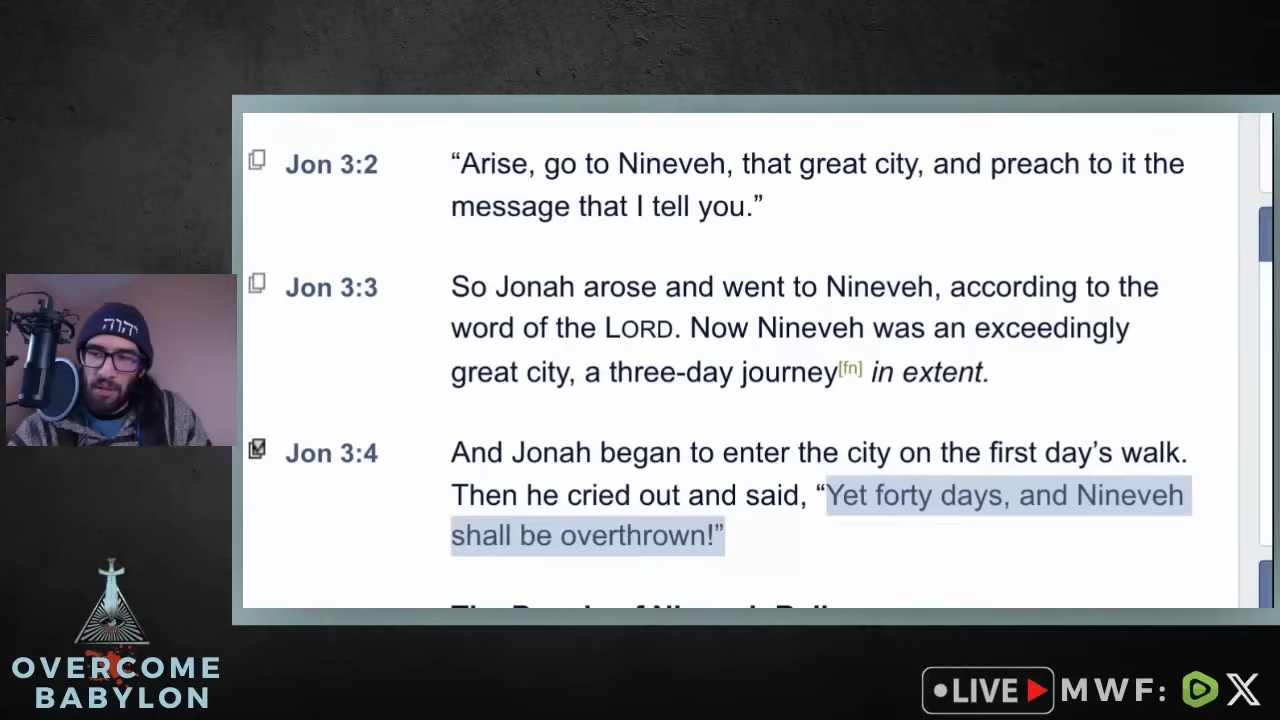 Jon 3:2
“Arise, go to Nineveh, that great city, and preach to it the
message that I tell you.”
Jon 3:3
So Jonah arose and went to Nineveh, according to the
word of the LORD. Now Nineveh was an exceedingly
great city, a three-day journey[fn] in extent.
Jon 3:4
And Jonah began to enter the city on the first day’s walk.
Then he cried out and said, “Yet forty days, and Nineveh
shall be overthrown!”
יהוה
OVERCOME
BABYLON
LIVE MWF: X